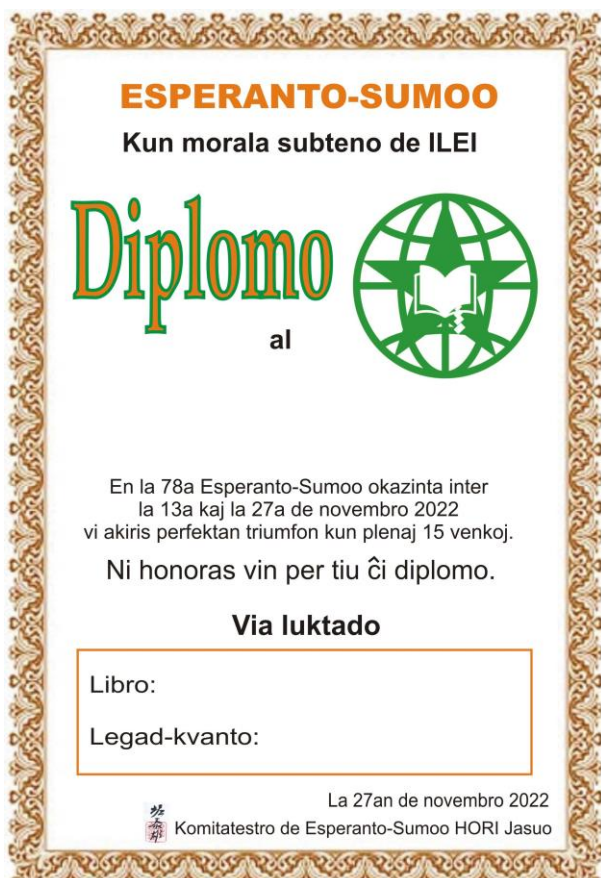 ESPERANTO-SUMOO
Kun morala subteno de ILEI
Diplomo
al
En la 78a Esperanto-Sumoo okazinta inter
la 13a kaj la 27a de novembro 2022
vi akiris perfektan triumfon kun plenaj 15 venkoj.
Ni honoras vin per tiu ĉi diplomo.
Via luktado
Libro:
Legad-kvanto:
La 27an de novembro 2022
Komitatestro de Esperanto-Sumoo HORI Jasuo